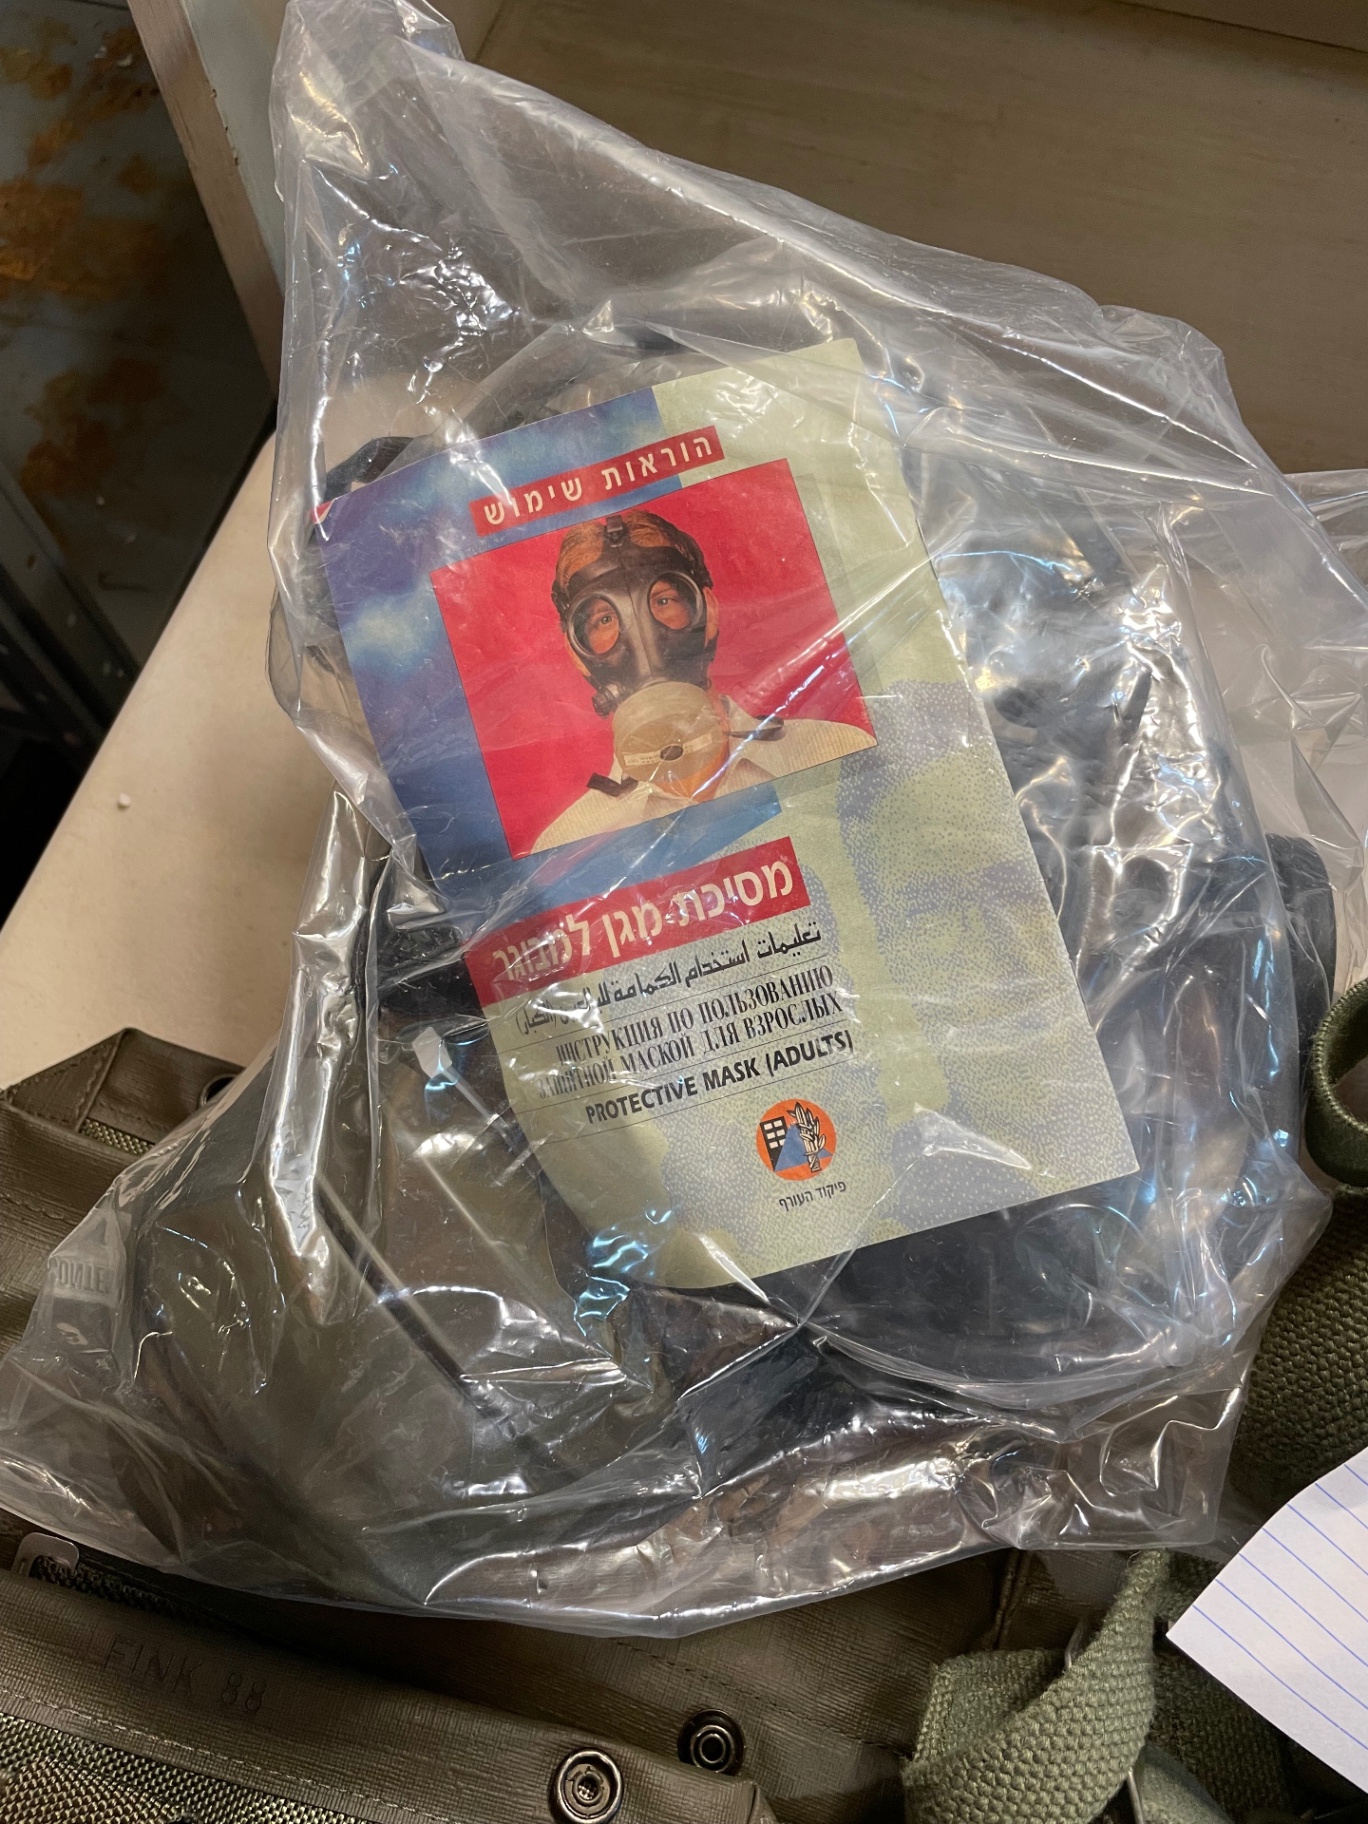 הוראות שימוש
מסיכת-מגן למבוגר
تعليمات استخدام الكمامة (الكبار)
ИНСТРУКЦИЯ ПО ПОЛЬЗОВАНИЮ
ЗАЩИТНОЙ МАСКОЙ ДЛЯ ВЗРОСЛЫХ
PROTECTIVE MASK (ADULTS)
פיקוד העורף
FINK 88